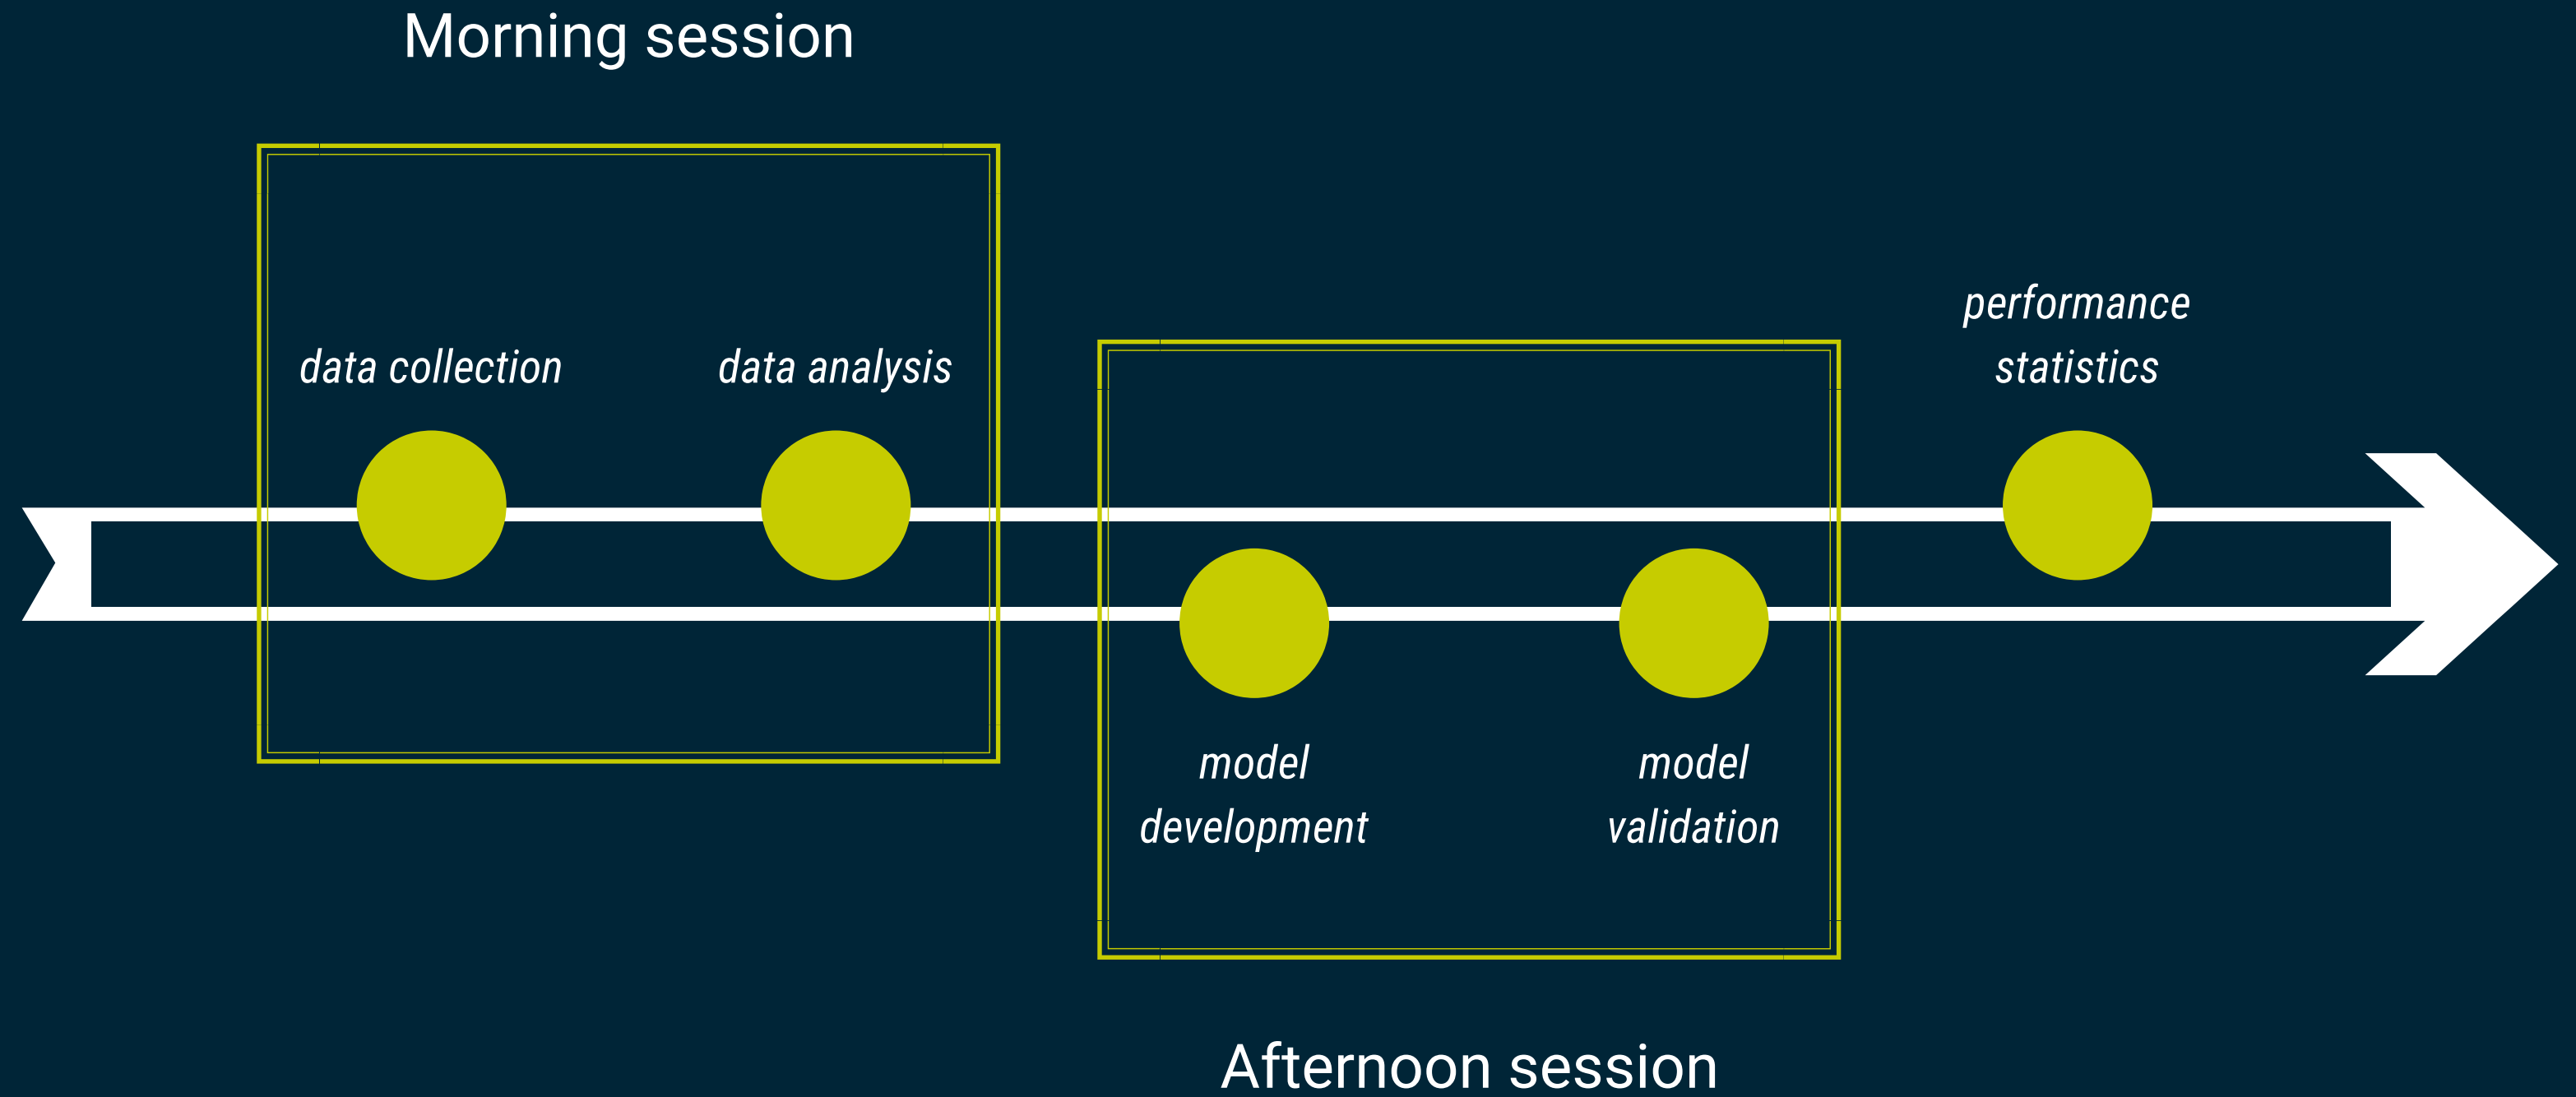 Morning session
data collection
data analysis
model
development
model
validation
performance
statistics
Afternoon session